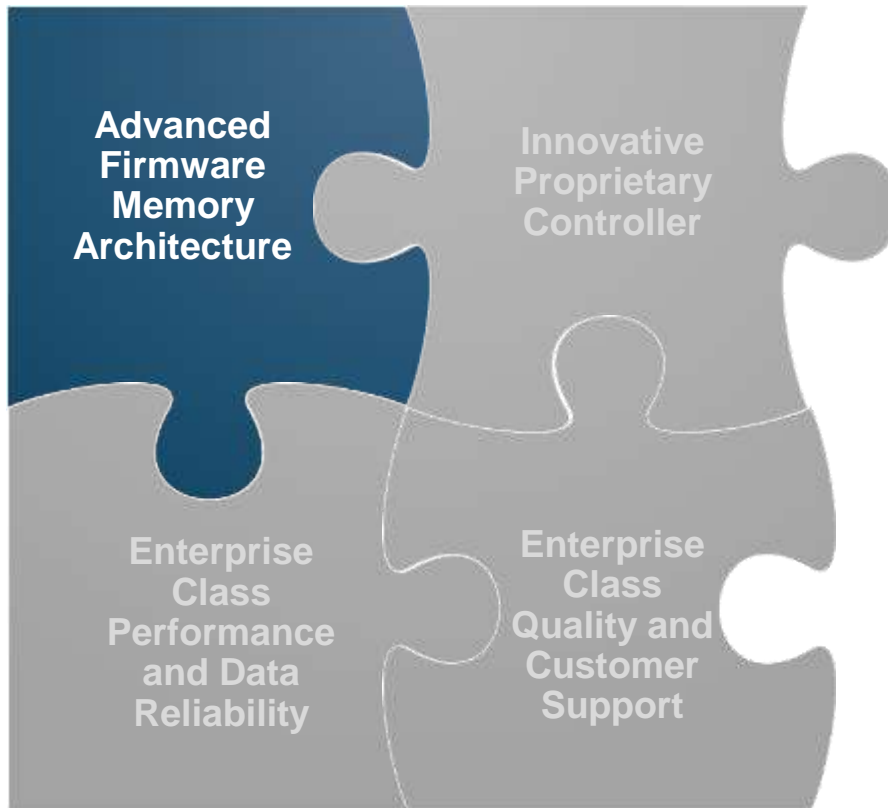 Advanced
Firmware
Memory
Architecture
Innovative
Proprietary
Controller
Enterprise
Class
Performance
and Data
Reliability
Enterprise
Class
Quality and
Customer
Support